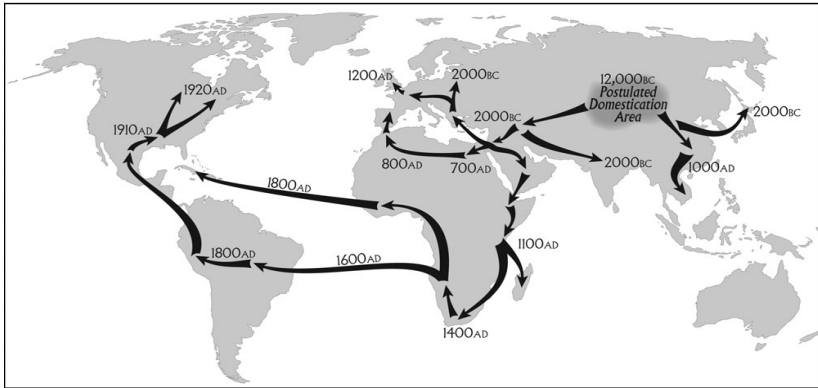 1920AD
1200AD
2000BC
12,000BC
Postulated
Domestication
Area
2000BC
1910AD
2000BC
800AD
700AD
2000BC
1000AD
1800AD
1100AD
1800AD
1600AD
1400AD